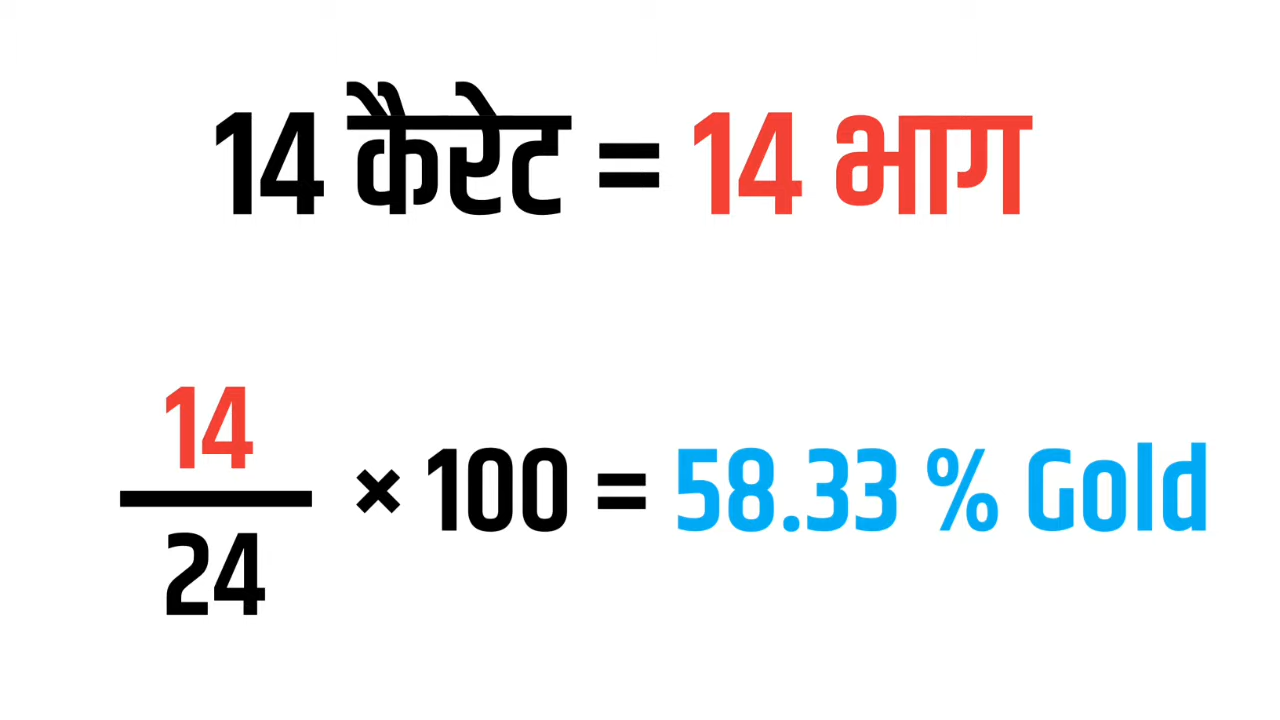 14 कैरेट = 14 भाग
14
24
× 100 = 58.33 % Gold